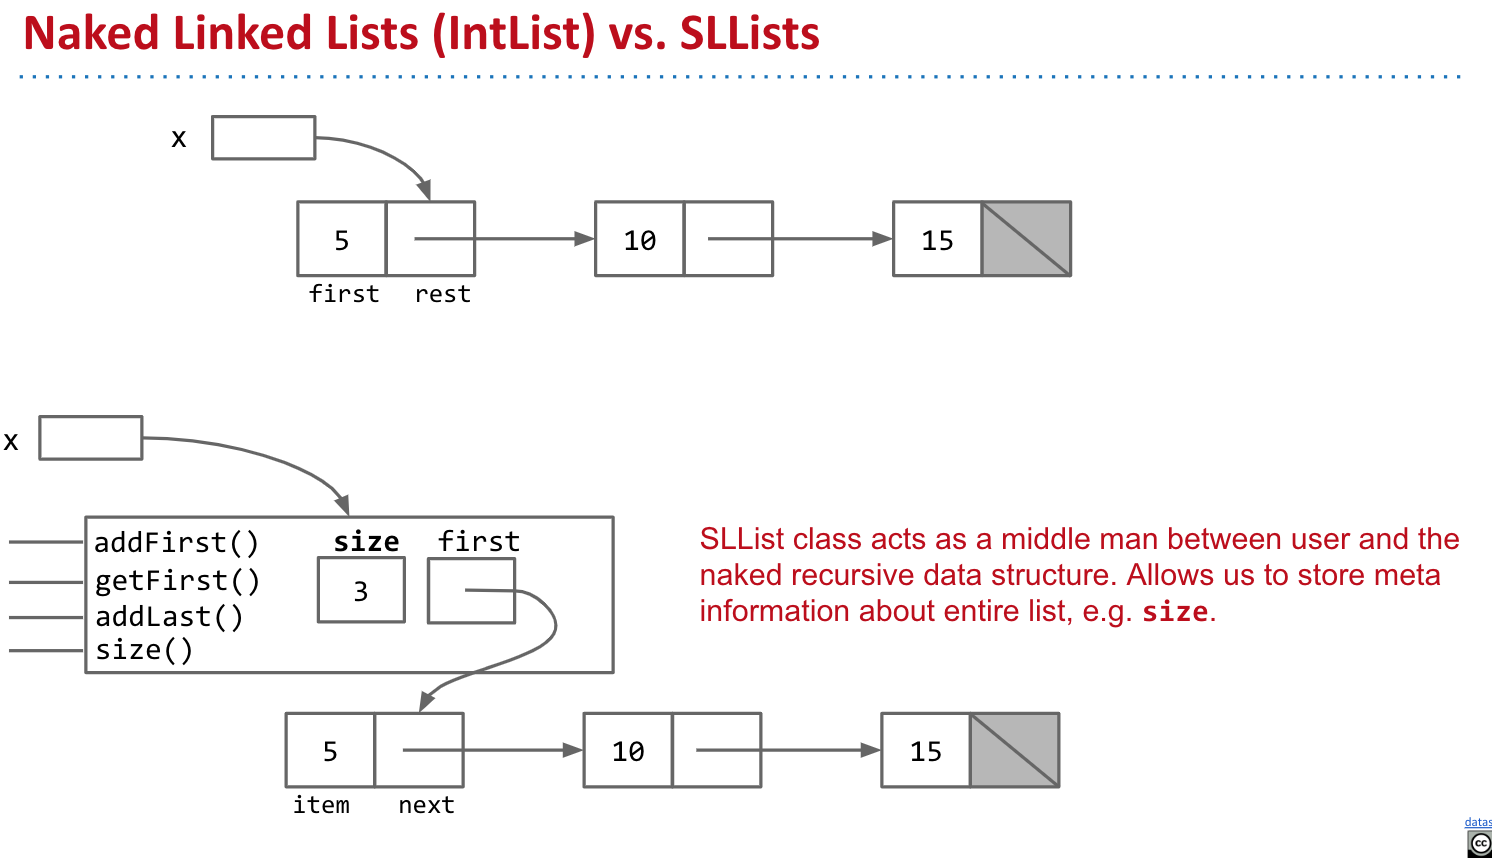 Naked Linked Lists (IntList) vs. SLLists
x
5 10 15
first rest
x
addFirst() size first
getFirst() 3
addLast()
size()
SLList class acts as a middle man between user and the
naked recursive data structure. Allows us to store meta
information about entire list, e.g. size.
5 10 15
item next
datas
cc